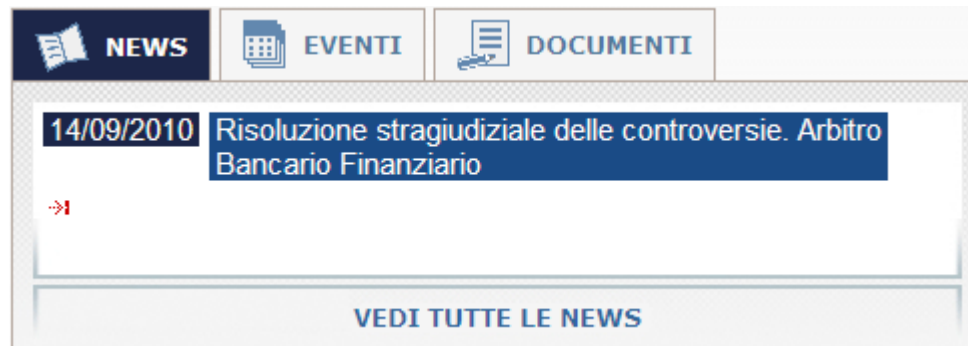 NEWS EVENTI DOCUMENTI
14/09/2010 Risoluzione stragiudiziale delle controversie. Arbitro
Bancario Finanziario
VEDI TUTTE LE NEWS